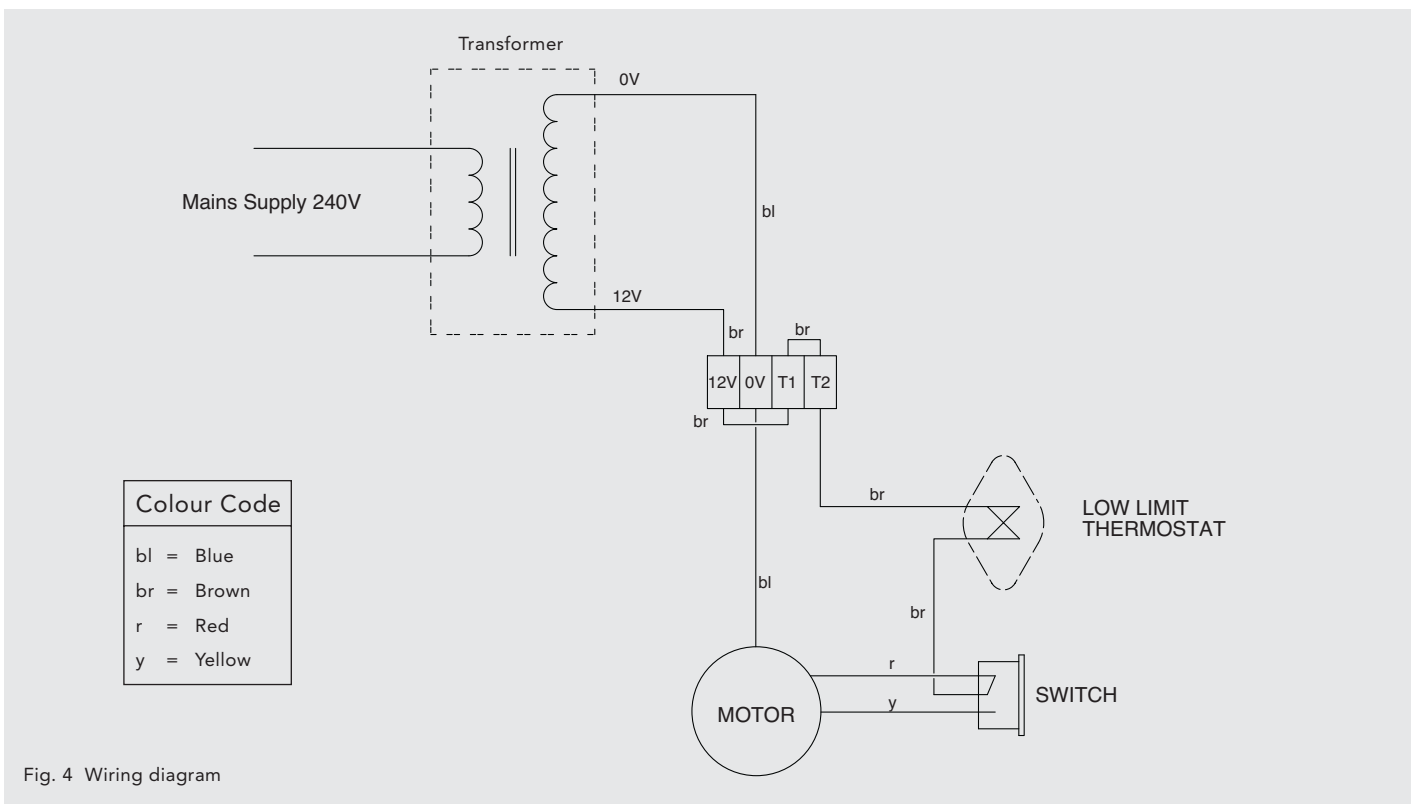 Transformer
0V
Mains Supply 240V
bl
12V
br
br
12V 0V T1 T2
br
br
LOW LIMIT
THERMOSTAT
Colour Code
bl = Blue
br = Brown
r = Red
y = Yellow
bl
br
r
SWITCH
y
MOTOR
Fig. 4 Wiring diagram